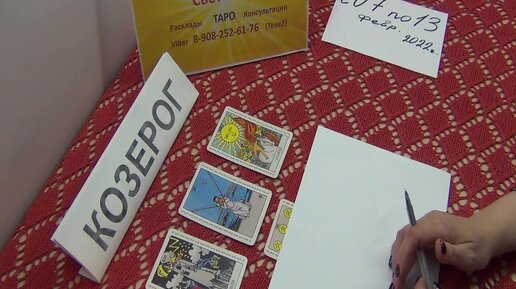 Расклады ТАРО Консультации
Viber 8-908-252-61-76 (Теле2)
с 07 по 13
февр. 2022г.
КОЗЕРОГ